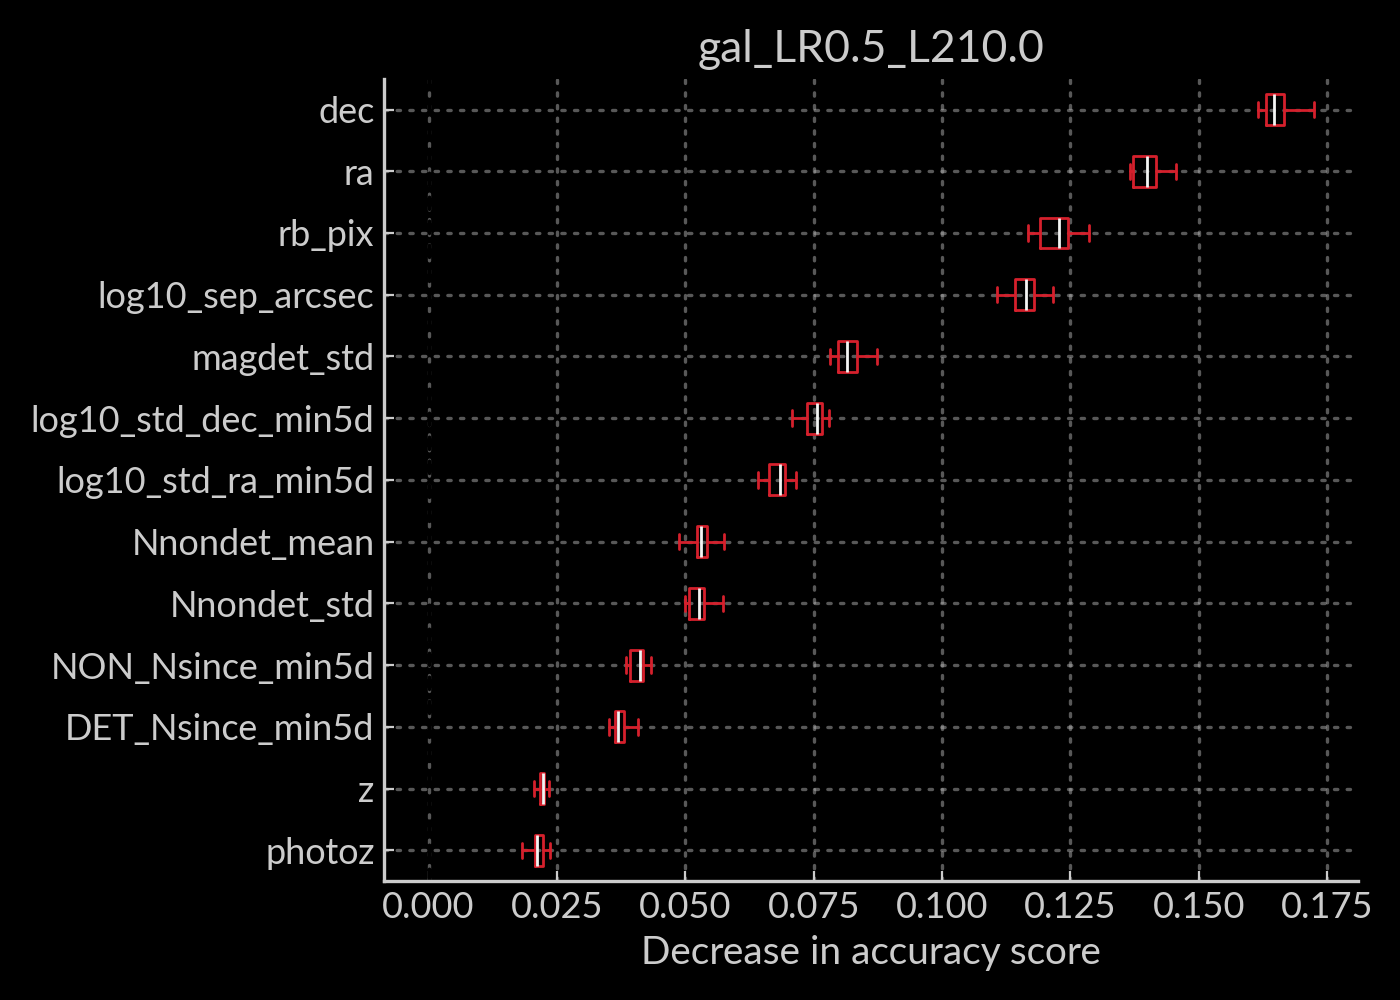 gal_LR0.5_L210.0
dec
ra
rb_pix
log10_sep_arcsec
magdet_std
log10_std_dec_min5d
log10_std_ra_min5d
Nnondet_mean
Nnondet_std
NON_Nsince_min5d
DET_Nsince_min5d
z
photoz
0.000 0.025 0.050 0.075 0.100 0.125 0.150 0.175
Decrease in accuracy score